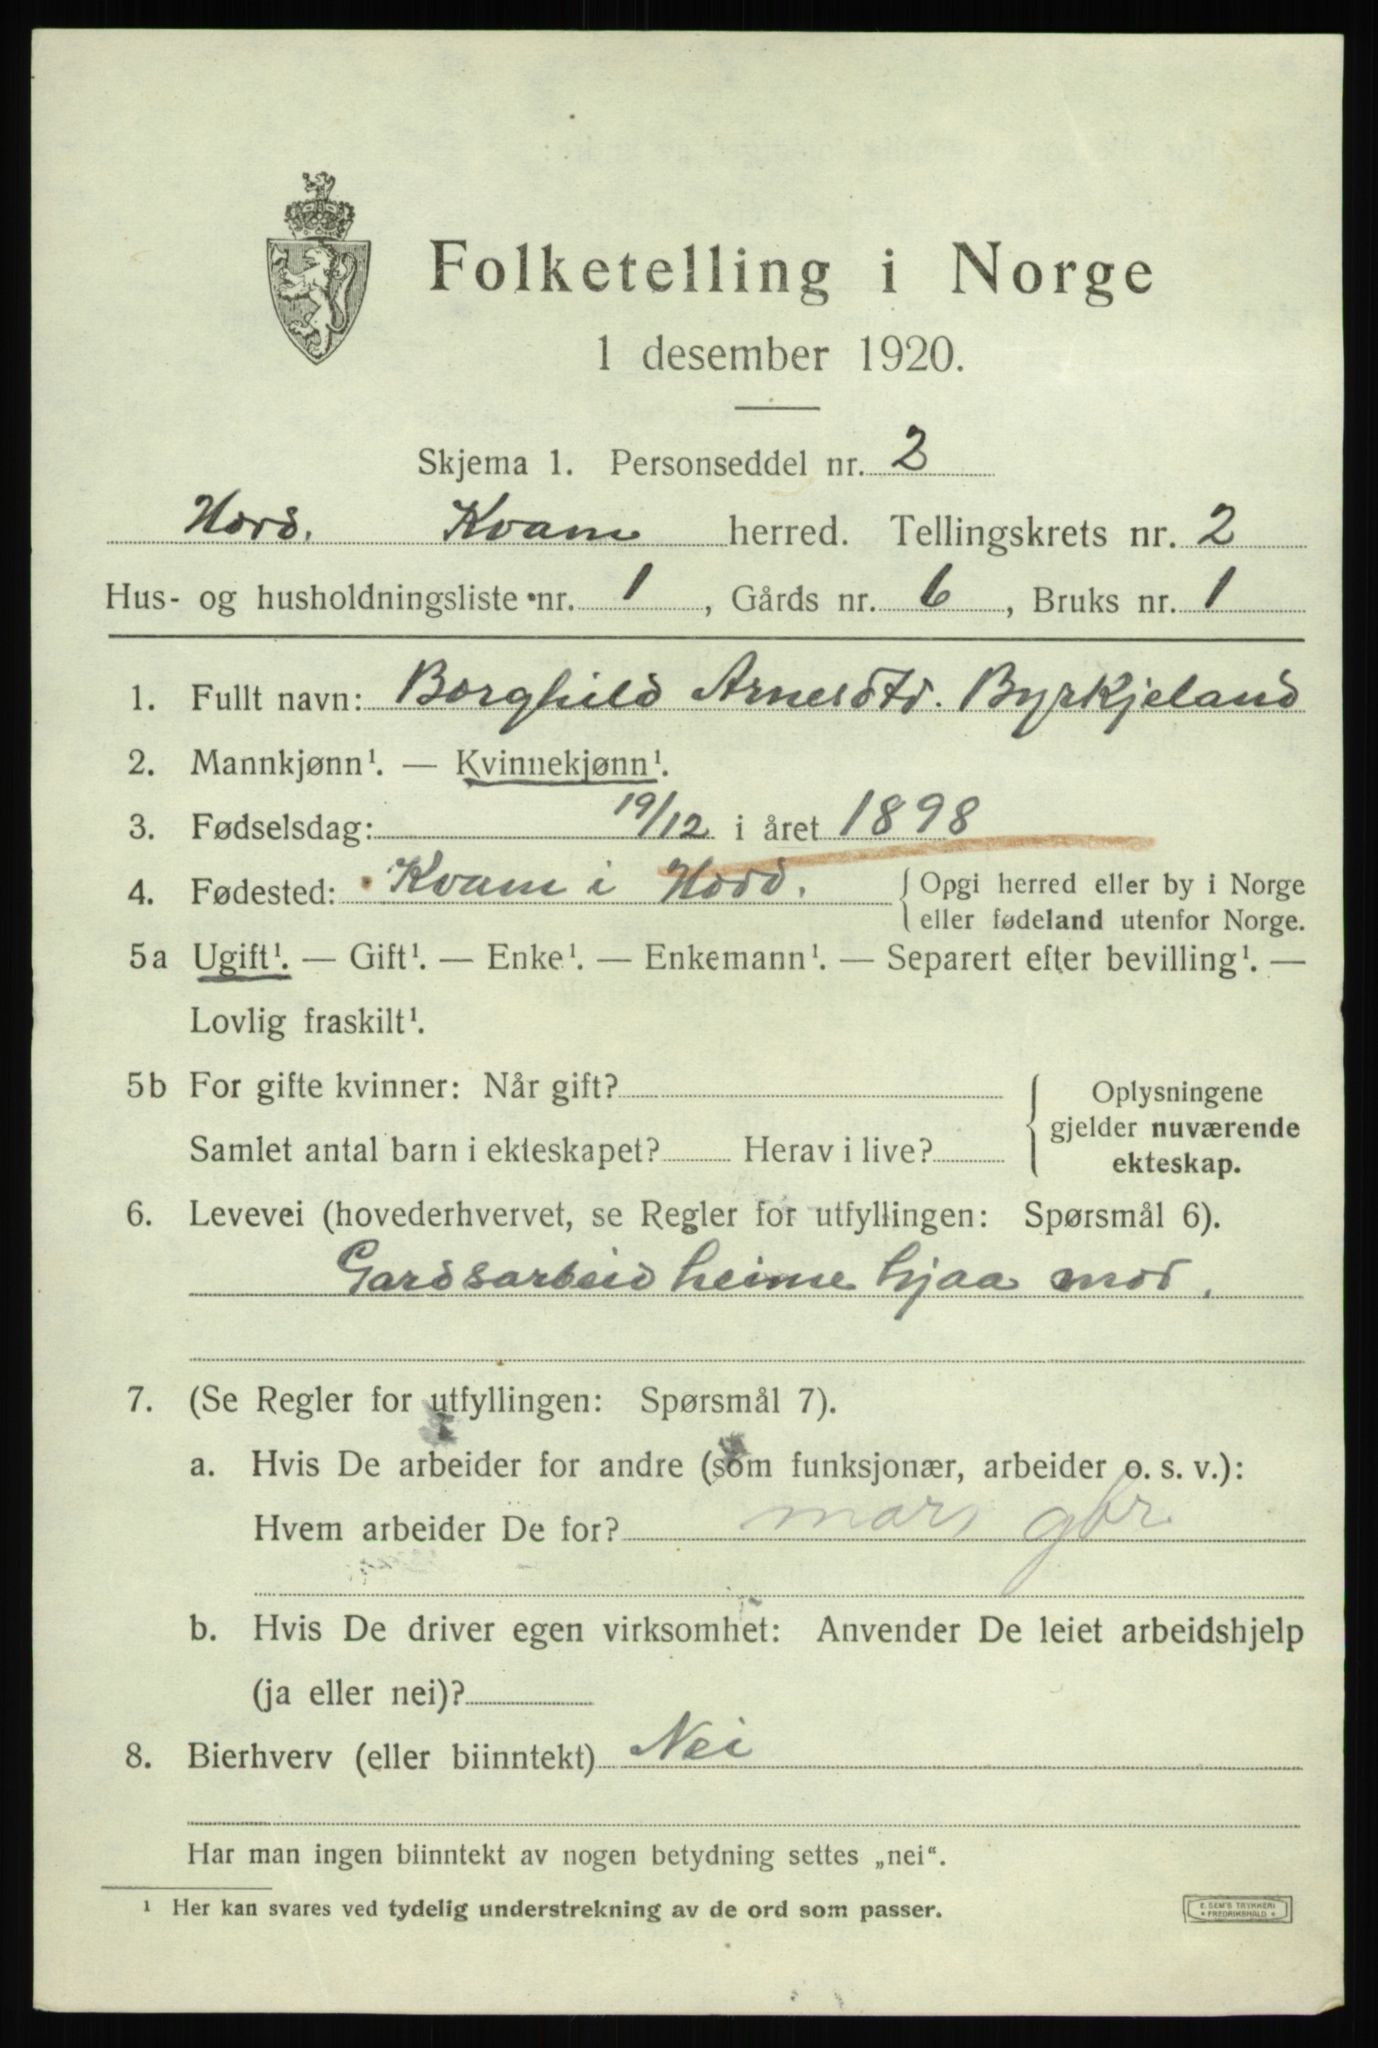 Folketelling i Norge
1 desember 1920.
Skjema 1. Personseddel nr. 2
Hord. Kvam herred. Tellingskrets nr. 2
Hus- og husholdningsliste nr. 1, Gårds nr. 6, Bruks nr. 1
1. Fullt navn: Borghild Arnesdtr. Byrkjeland
2. Mannkjønn¹. — Kvinnekjønn¹.
3. Fødselsdag: 19/12 i året 1898
4. Fødested: Kvam i Hord. { Opgi herred eller by i Norge
eller fødeland utenfor Norge.
5a Ugift¹. — Gift¹. — Enke¹. — Enkemann¹. — Separert efter bevilling¹. —
Lovlig fraskilt¹.
5b For gifte kvinner: Når gift?
Samlet antal barn i ekteskapet? Herav i live?
Oplysningene
gjelder nuværende
ekteskap.
6. Levevei (hovederhvervet, se Regler for utfyllingen: Spørsmål 6).
Gardsarbeid heime hjaa mor.
7. (Se Regler for utfyllingen: Spørsmål 7).
a. Hvis De arbeider for andre (som funksjonær, arbeider o. s. v.):
Hvem arbeider De for? mor, gbr
b. Hvis De driver egen virksomhet: Anvender De leiet arbeidshjelp
(ja eller nei)?
8. Bierhverv (eller biinntekt) Nei
Har man ingen biinntekt av nogen betydning settes „nei“.
¹ Her kan svares ved tydelig understrekning av de ord som passer.
E. SEM'S TRYKKERI
* FREDRIKSHALD *